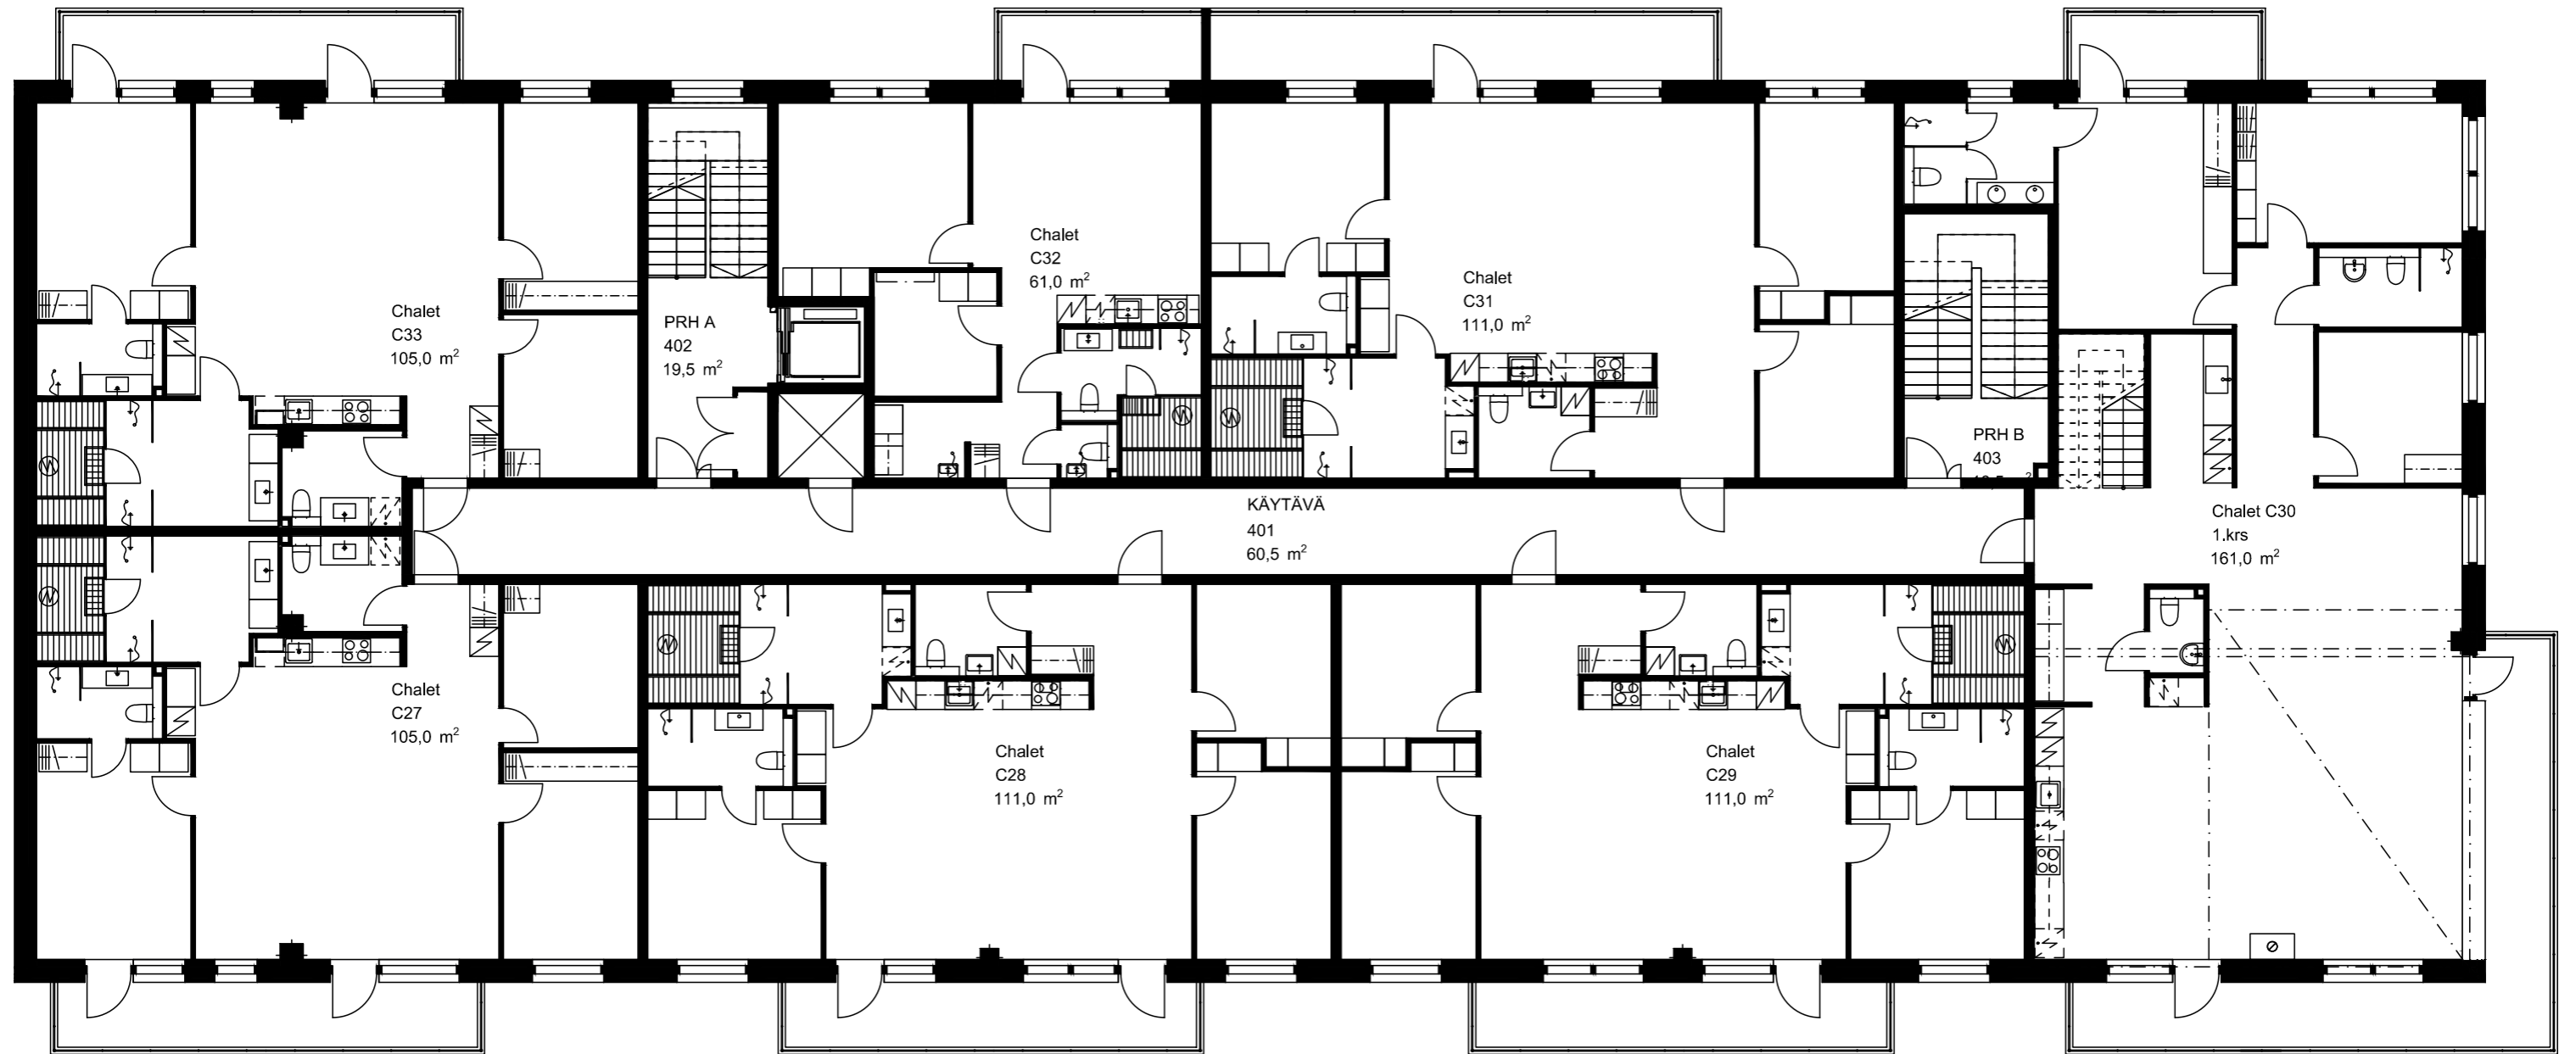 Chalet
C33
105,0 m²
PRH A
402
19,5 m²
Chalet
C32
61,0 m²
Chalet
C31
111,0 m²
PRH B
403
KÄYTÄVÄ
401
60,5 m²
Chalet C30
1.krs
161,0 m²
Chalet
C27
105,0 m²
Chalet
C28
111,0 m²
Chalet
C29
111,0 m²